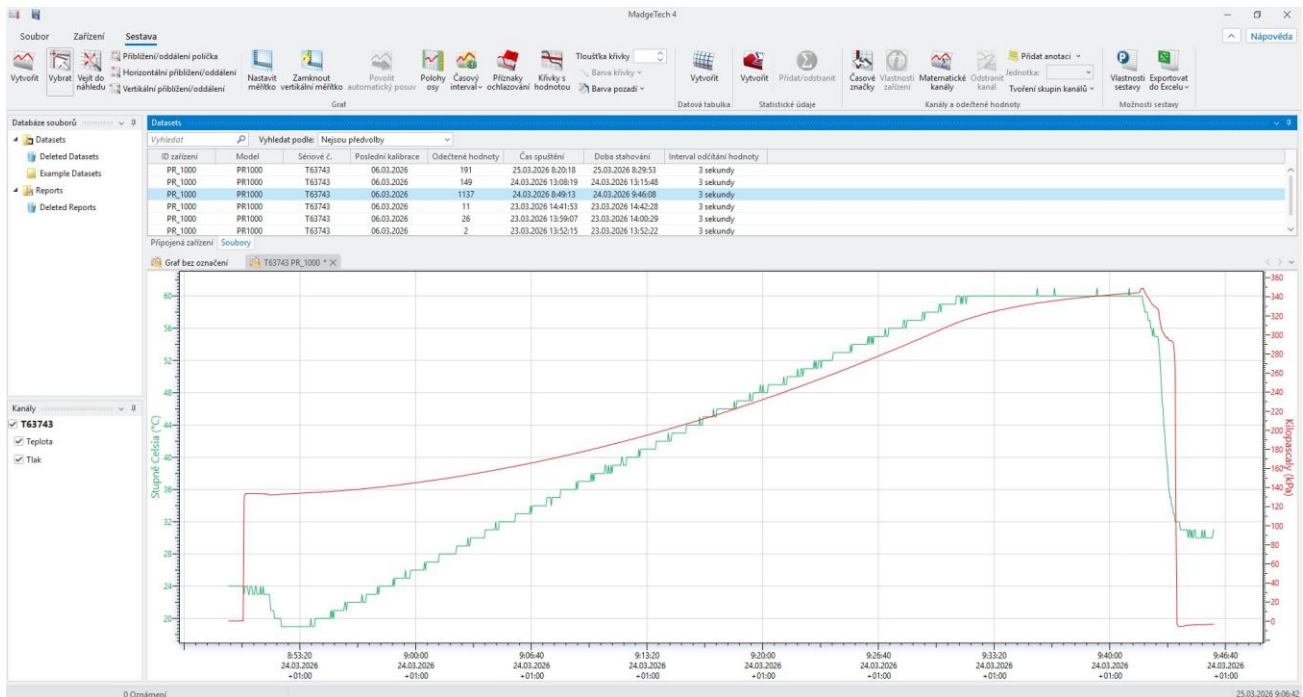 MadgeTech 4
Soubor Zařízení Sestava
Nápověda
Vytvořit
Vybrat
Vejít do náhledu
Přiblížení/oddálení políčka
Horizontální přiblížení/oddálení
Vertikální přiblížení/oddálení
Nastavit měřítko
Zamknout vertikální měřítko
Povolit automatický posuv
Polohy osy
Časový interval
Příznaky ochlazování
Křivky s hodnotou
Tloušťka křivky
Barva křivky
Barva pozadí
Graf
Vytvořit
Datová tabulka
Vytvořit
Přidat/odstranit
Statistické údaje
Časové značky
Vlastnosti zařízení
Matematické kanály
Odstranit kanál
Přidat anotaci
Jednotka:
Tvoření skupin kanálů
Kanály a odečtené hodnoty
Vlastnosti sestavy
Exportovat do Excelu
Možnosti sestavy
Databáze souborů
Datasets
Deleted Datasets
Example Datasets
Reports
Deleted Reports
Datasets
Vyhledat Vyhledat podle: Nejsou předvolby
ID zařízení Model Sériové č. Poslední kalibrace Odečtené hodnoty Čas spuštění Doba stahování Interval odčítání hodnoty
PR_1000 PR1000 T63743 06.03.2026 191 25.03.2026 8:20:18 25.03.2026 8:29:53 3 sekundy
PR_1000 PR1000 T63743 06.03.2026 149 24.03.2026 13:08:19 24.03.2026 13:15:48 3 sekundy
PR_1000 PR1000 T63743 06.03.2026 1137 24.03.2026 8:49:13 24.03.2026 9:46:08 3 sekundy
PR_1000 PR1000 T63743 06.03.2026 11 23.03.2026 14:41:53 23.03.2026 14:42:28 3 sekundy
PR_1000 PR1000 T63743 06.03.2026 26 23.03.2026 13:59:07 23.03.2026 14:00:29 3 sekundy
PR_1000 PR1000 T63743 06.03.2026 2 23.03.2026 13:52:15 23.03.2026 13:52:22 3 sekundy
Připojená zařízení Soubory
Graf bez označení T63743 PR_1000 *
Kanály
T63743
Teplota
Tlak
Stupně Celsia (°C)
60
56
52
48
44
40
36
32
28
24
20
360
340
320
300
280
260
240
220
200
180
160
140
120
100
80
60
40
20
0
Kilopascaly (kPa)
8:53:20 9:00:00 9:06:40 9:13:20 9:20:00 9:26:40 9:33:20 9:40:00 9:46:40
24.03.2026 24.03.2026 24.03.2026 24.03.2026 24.03.2026 24.03.2026 24.03.2026 24.03.2026 24.03.2026
+01:00 +01:00 +01:00 +01:00 +01:00 +01:00 +01:00 +01:00 +01:00
0 Oznámení 25.03.2026 9:06:42